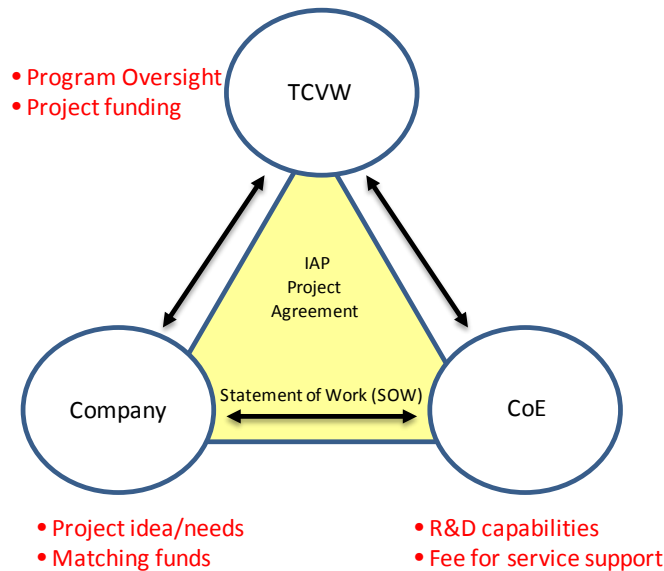 • Program Oversight
• Project funding
TCVW
IAP
Project
Agreement
Statement of Work (SOW)
Company
CoE
• Project idea/needs
• Matching funds
• R&D capabilities
• Fee for service support